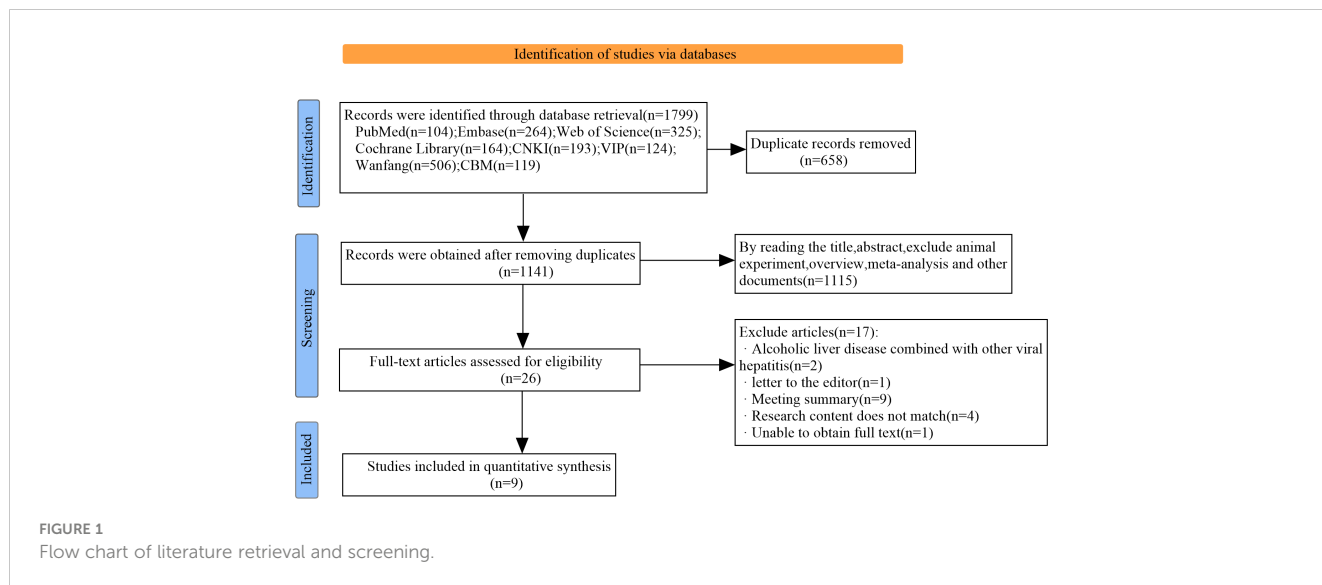 Identification of studies via databases
Identification
Records were identified through database retrieval(n=1799)
PubMed(n=104);Embase(n=264);Web of Science(n=325);
Cochrane Library(n=164);CNKI(n=193);VIP(n=124);
Wanfang(n=506);CBM(n=119)
Duplicate records removed
(n=658)
Screening
Records were obtained after removing duplicates
(n=1141)
By reading the title,abstract,exclude animal
experiment,overview,meta-analysis and other
documents(n=1115)
Full-text articles assessed for eligibility
(n=26)
Exclude articles(n=17):
· Alcoholic liver disease combined with other viral
hepatitis(n=2)
· letter to the editor(n=1)
· Meeting summary(n=9)
· Research content does not match(n=4)
· Unable to obtain full text(n=1)
Included
Studies included in quantitative synthesis
(n=9)
FIGURE 1
Flow chart of literature retrieval and screening.